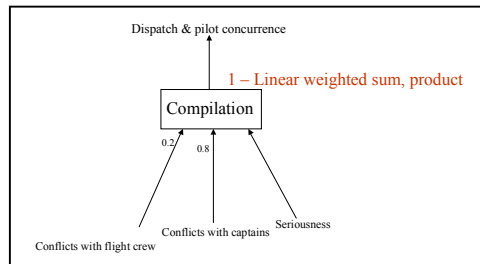 Dispatch & pilot concurrence
1 – Linear weighted sum, product
Compilation
0.2
0.8
Conflicts with flight crew
Conflicts with captains
Seriousness